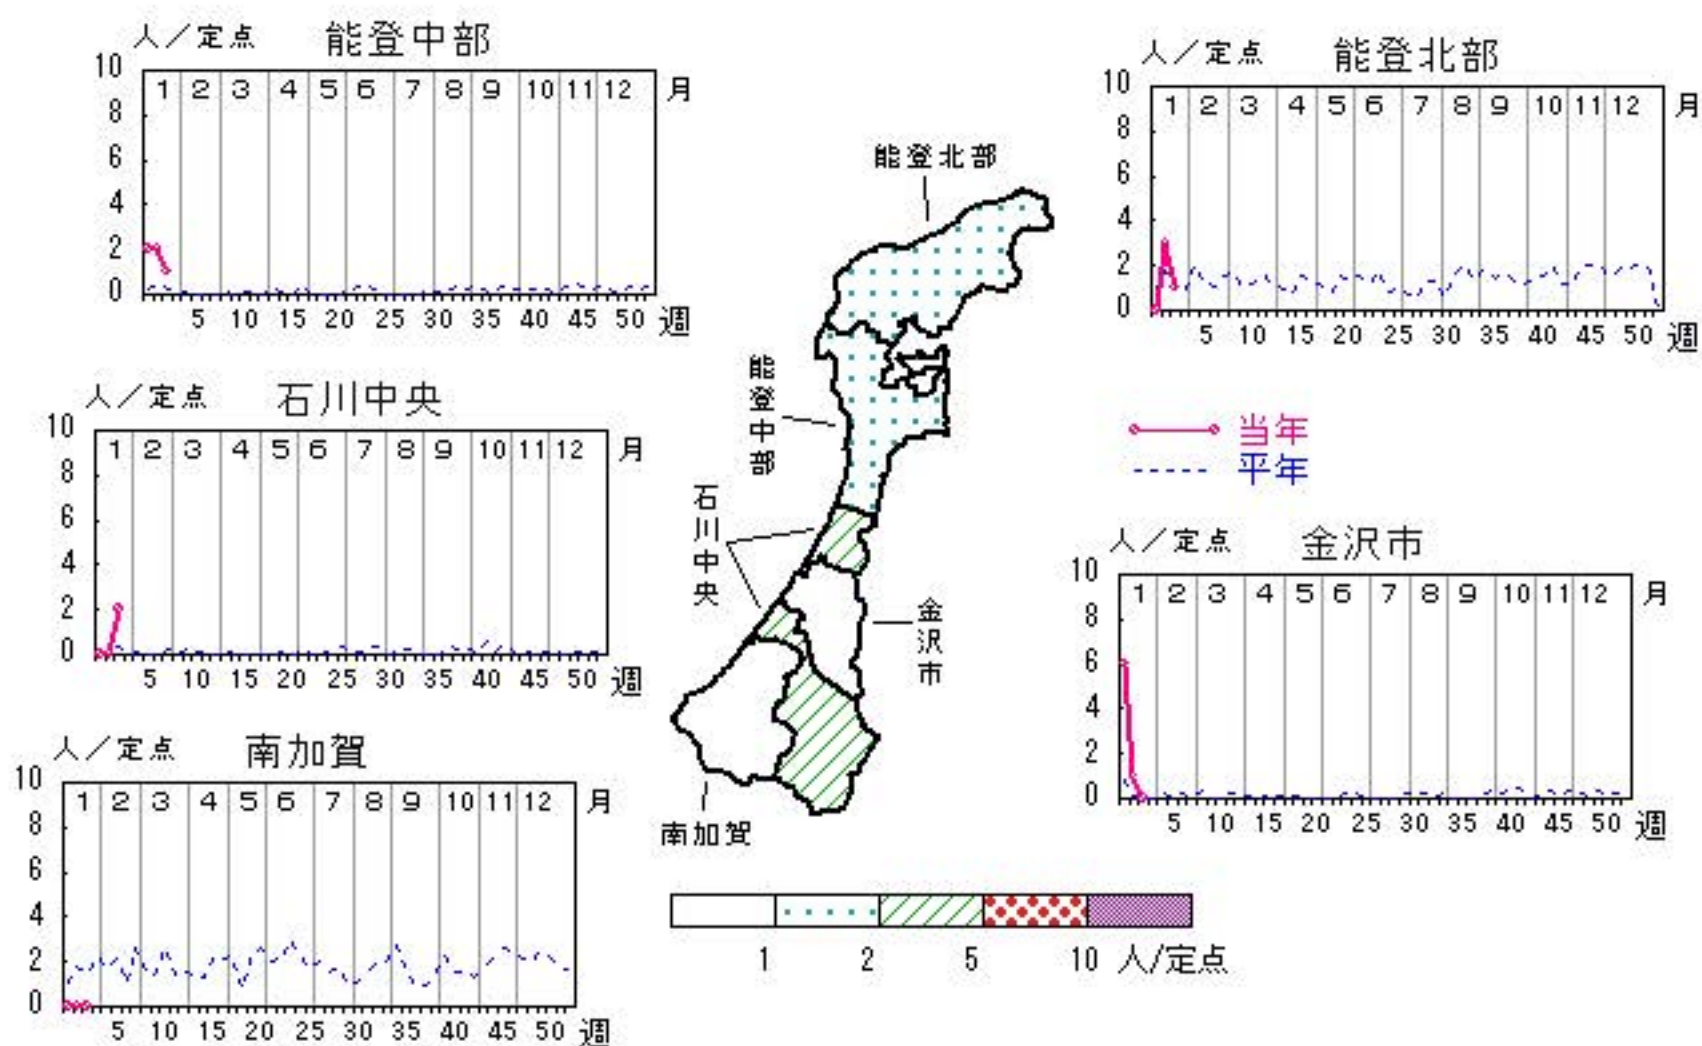 人／定点 能登中部
10 8 6 4 2 0
1 2 3 4 5 6 7 8 9 10 11 12 月
5 10 15 20 25 30 35 40 45 50 週
人／定点 能登北部
10 8 6 4 2 0
1 2 3 4 5 6 7 8 9 10 11 12 月
5 10 15 20 25 30 35 40 45 50 週
人／定点 石川中央
10 8 6 4 2 0
1 2 3 4 5 6 7 8 9 10 11 12 月
5 10 15 20 25 30 35 40 45 50 週
当年
平年
人／定点 金沢市
10 8 6 4 2 0
1 2 3 4 5 6 7 8 9 10 11 12 月
5 10 15 20 25 30 35 40 45 50 週
人／定点 南加賀
10 8 6 4 2 0
1 2 3 4 5 6 7 8 9 10 11 12 月
5 10 15 20 25 30 35 40 45 50 週
能登北部
能登中部
石川中央
金沢市
南加賀
1 2 5 10 人/定点